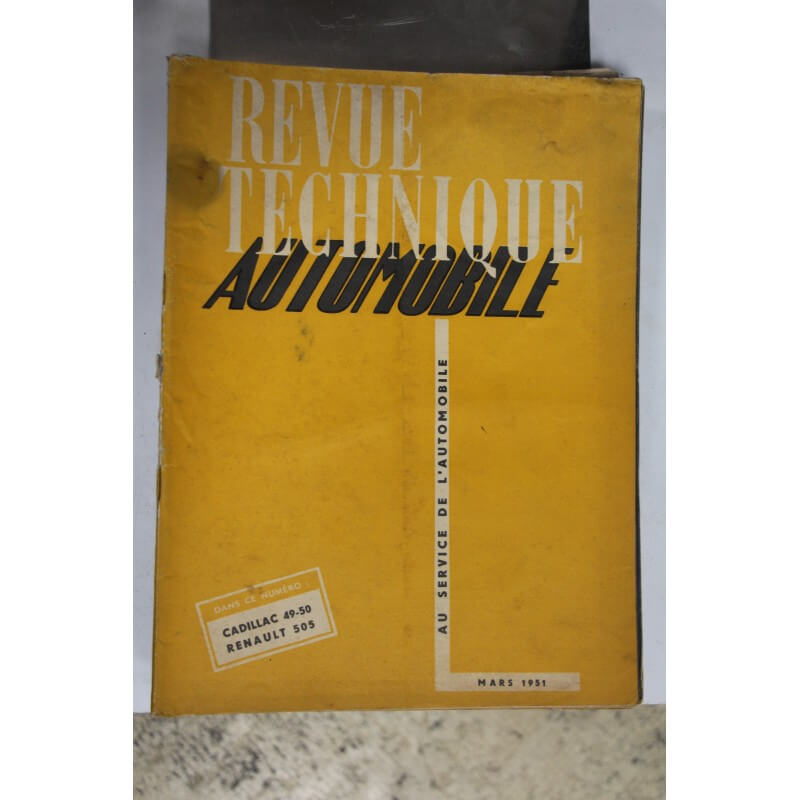 REVUE
TECHNIQUE
AUTOMOBILE
AU SERVICE DE L'AUTOMOBILE
DANS CE NUMÉRO :
CADILLAC 49-50
RENAULT 505
MARS 1951